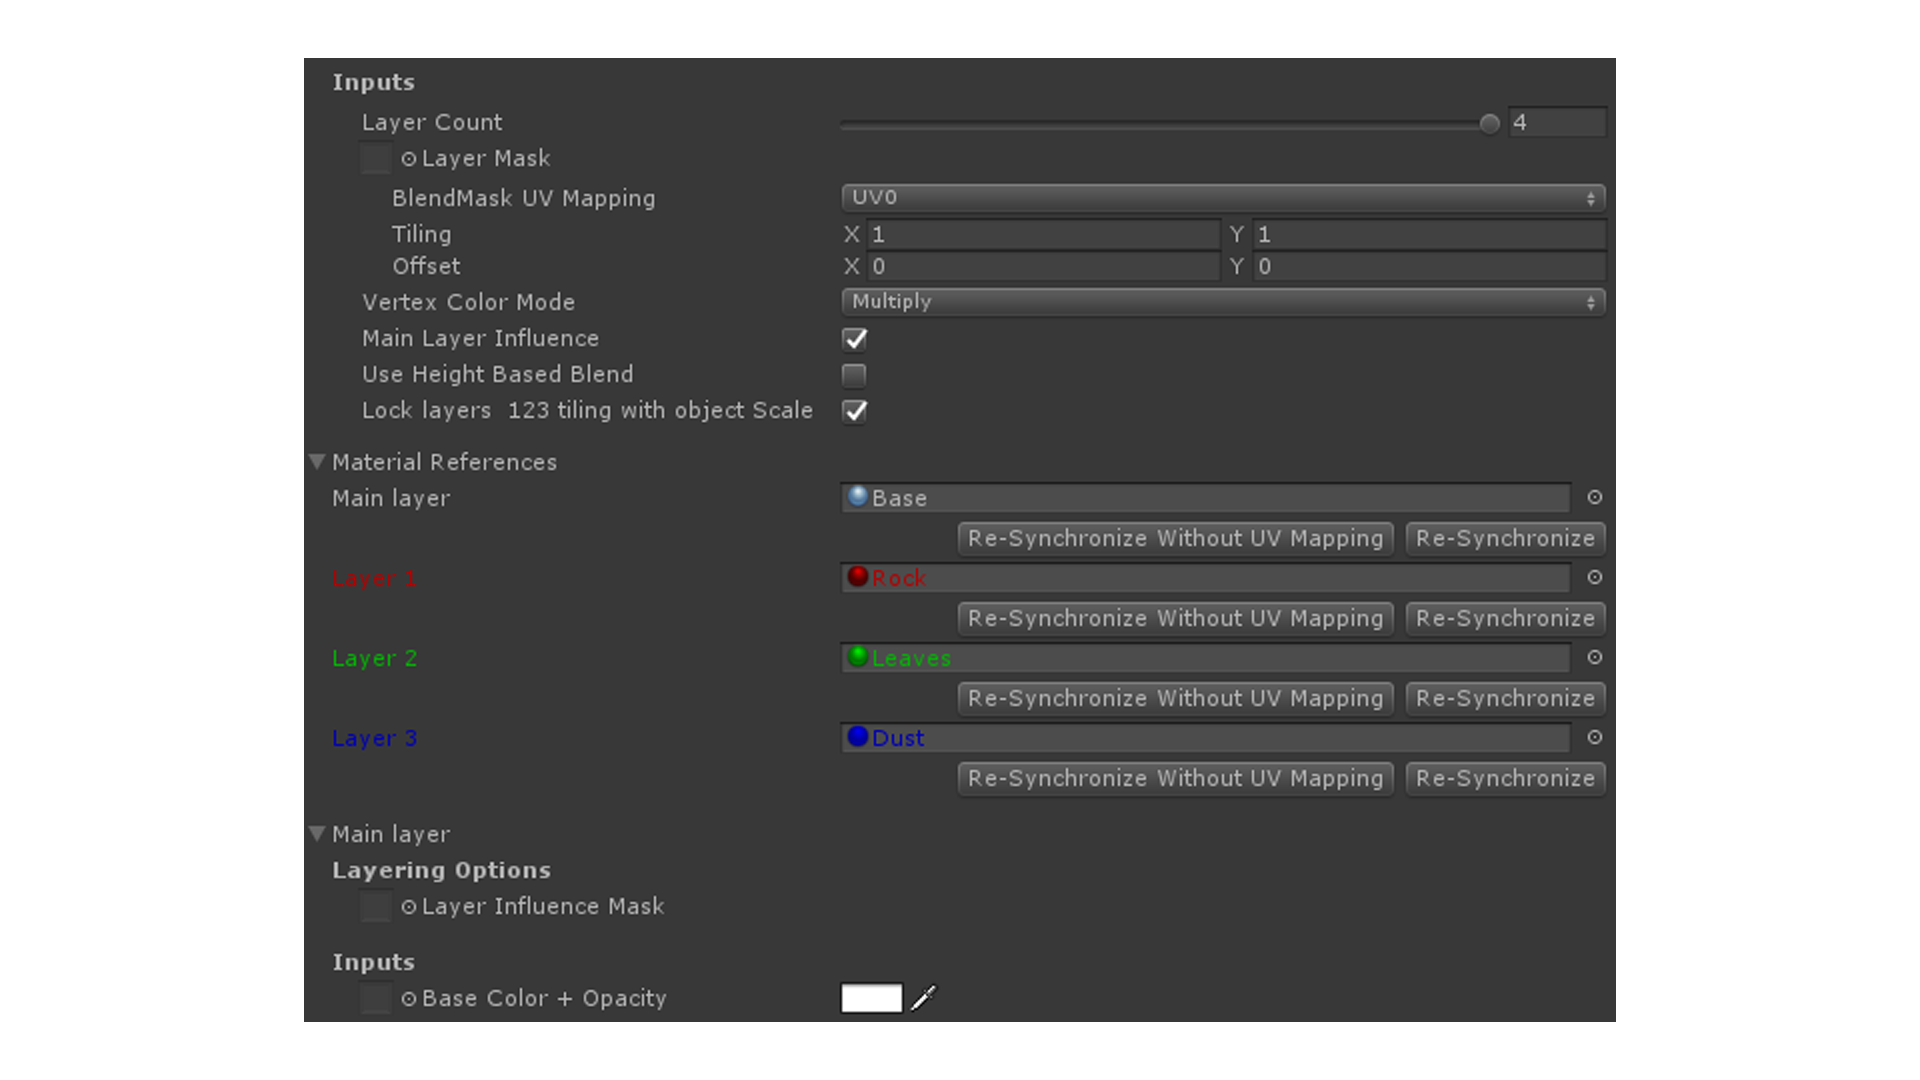 Inputs
Layer Count 4
Layer Mask
BlendMask UV Mapping UV0
Tiling X 1 Y 1
Offset X 0 Y 0
Vertex Color Mode Multiply
Main Layer Influence
Use Height Based Blend
Lock layers 123 tiling with object Scale
Material References
Main layer Base
Re-Synchronize Without UV Mapping Re-Synchronize
Layer 1 Rock
Re-Synchronize Without UV Mapping Re-Synchronize
Layer 2 Leaves
Re-Synchronize Without UV Mapping Re-Synchronize
Layer 3 Dust
Re-Synchronize Without UV Mapping Re-Synchronize
Main layer
Layering Options
Layer Influence Mask
Inputs
Base Color + Opacity